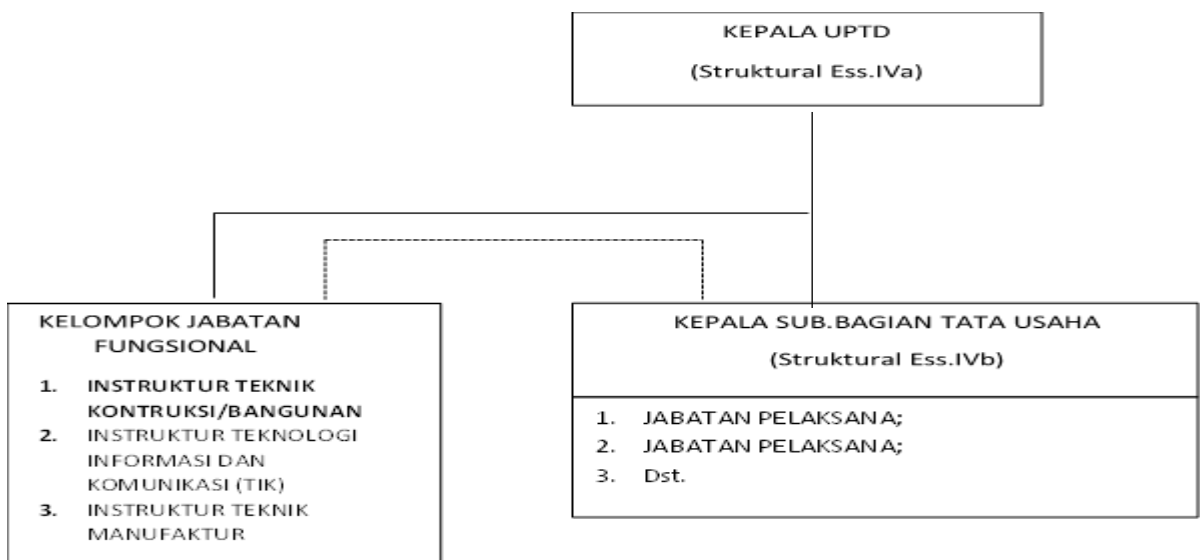 KEPALA UPTD
(Struktural Ess.IVa)
KELOMPOK JABATAN
FUNGSIONAL
1. INSTRUKTUR TEKNIK
KONTRUKSI/BANGUNAN
2. INSTRUKTUR TEKNOLOGI
INFORMASI DAN
KOMUNIKASI (TIK)
3. INSTRUKTUR TEKNIK
MANUFAKTUR
KEPALA SUB.BAGIAN TATA USAHA
(Struktural Ess.IVb)
1. JABATAN PELAKSANA;
2. JABATAN PELAKSANA;
3. Dst.